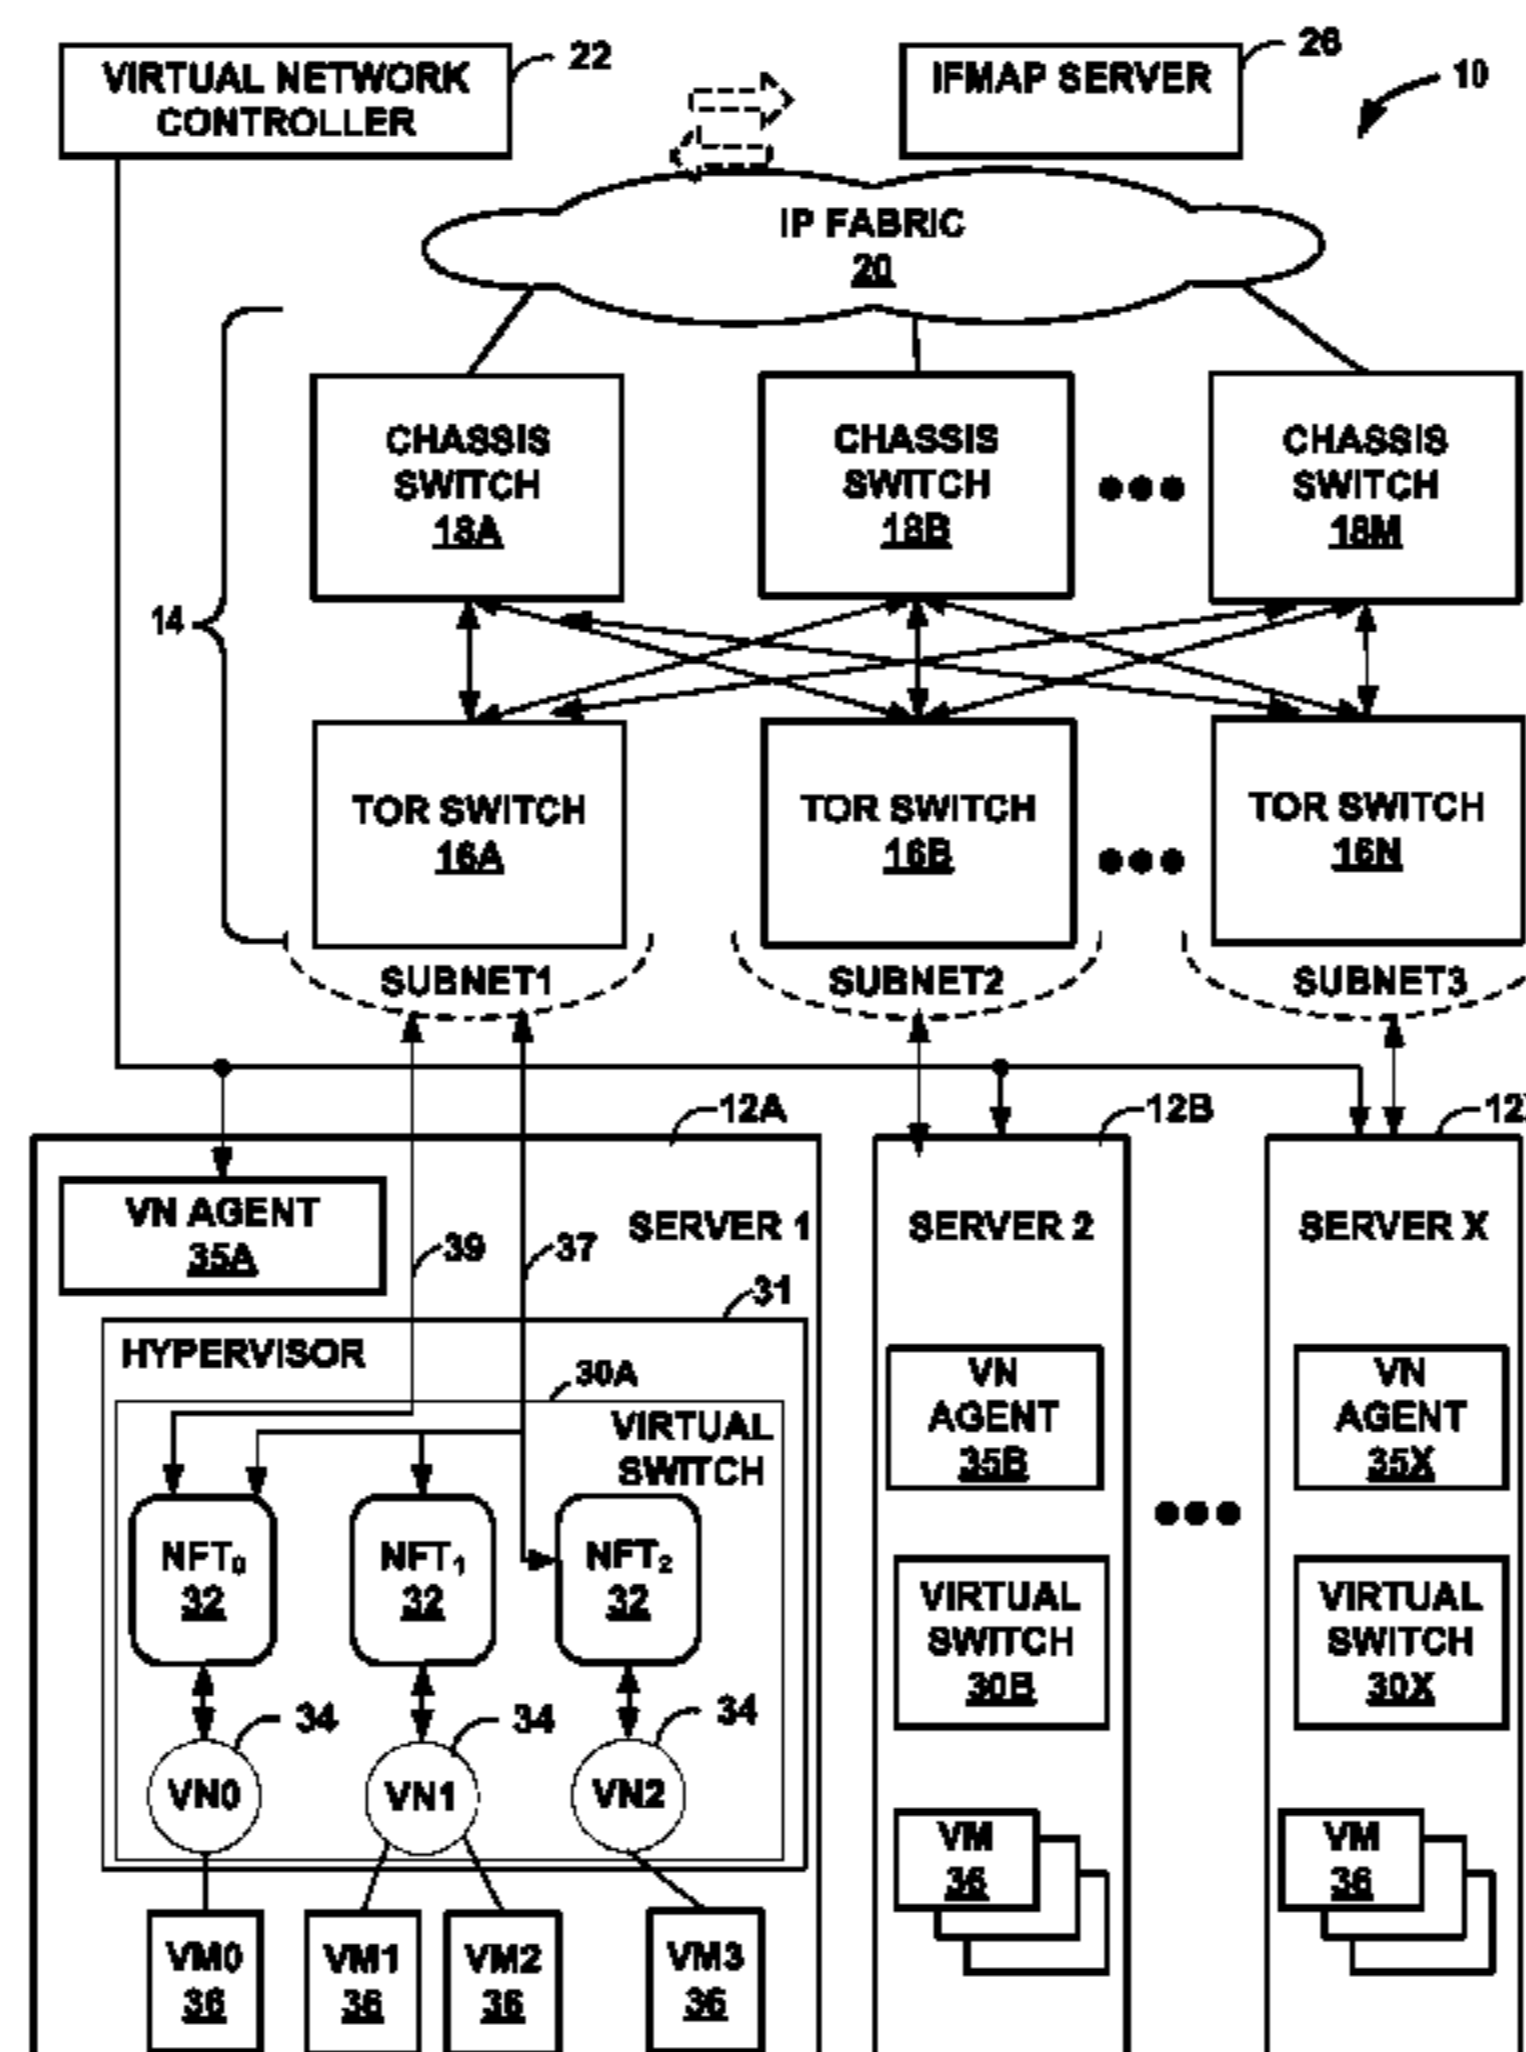 VIRTUAL NETWORK
CONTROLLER
22
IFMAP SERVER
26
10
IP FABRIC
20
14
CHASSIS
SWITCH
18A
CHASSIS
SWITCH
18B
CHASSIS
SWITCH
18M
TOR SWITCH
16A
TOR SWITCH
16B
TOR SWITCH
16N
SUBNET1
SUBNET2
SUBNET3
12A
12B
VN AGENT
35A
SERVER 1
39
37
31
HYPERVISOR
30A
VIRTUAL
SWITCH
NFT₀
32
NFT₁
32
NFT₂
32
34
34
34
VN0
VN1
VN2
VM0
36
VM1
36
VM2
36
VM3
36
SERVER 2
VN
AGENT
35B
VIRTUAL
SWITCH
30B
VM
36
SERVER X
VN
AGENT
35X
VIRTUAL
SWITCH
30X
VM
36